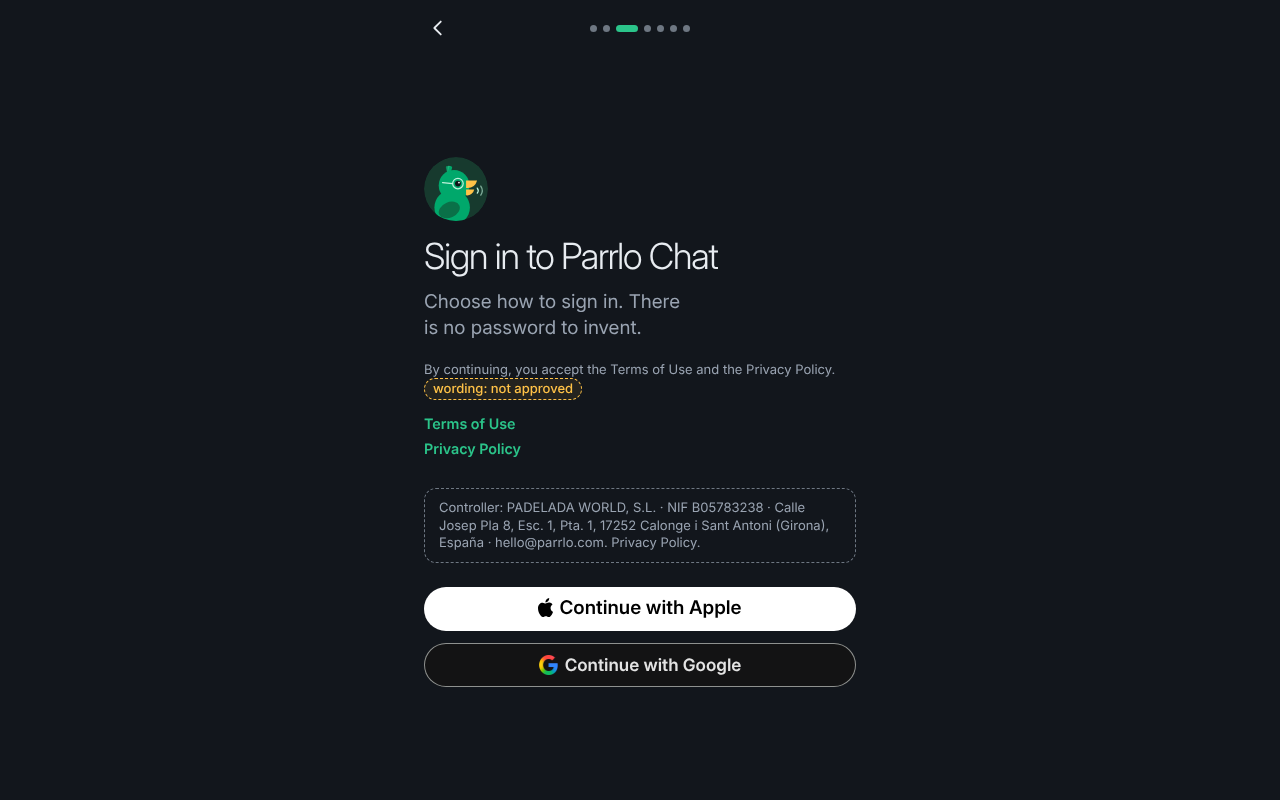 Sign in to Parrlo Chat
Choose how to sign in. There
is no password to invent.
By continuing, you accept the Terms of Use and the Privacy Policy.
wording: not approved
Terms of Use
Privacy Policy
Controller: PADELADA WORLD, S.L. · NIF B05783238 · Calle
Josep Pla 8, Esc. 1, Pta. 1, 17252 Calonge i Sant Antoni (Girona),
España · hello@parrlo.com. Privacy Policy.
Continue with Apple
Continue with Google